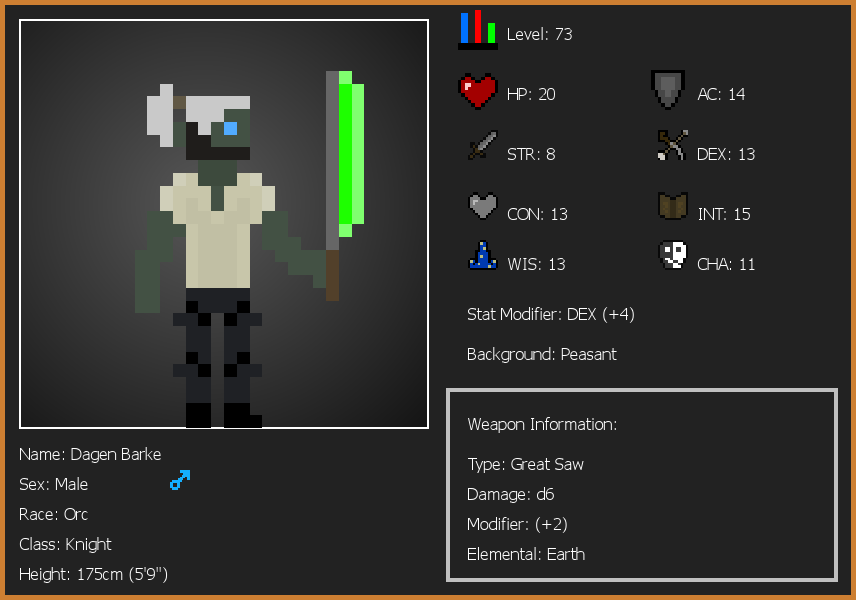 Level: 73
HP: 20
AC: 14
STR: 8
DEX: 13
CON: 13
INT: 15
WIS: 13
CHA: 11
Stat Modifier: DEX (+4)
Background: Peasant
Weapon Information:
Type: Great Saw
Damage: d6
Modifier: (+2)
Elemental: Earth
Name: Dagen Barke
Sex: Male
Race: Orc
Class: Knight
Height: 175cm (5'9")